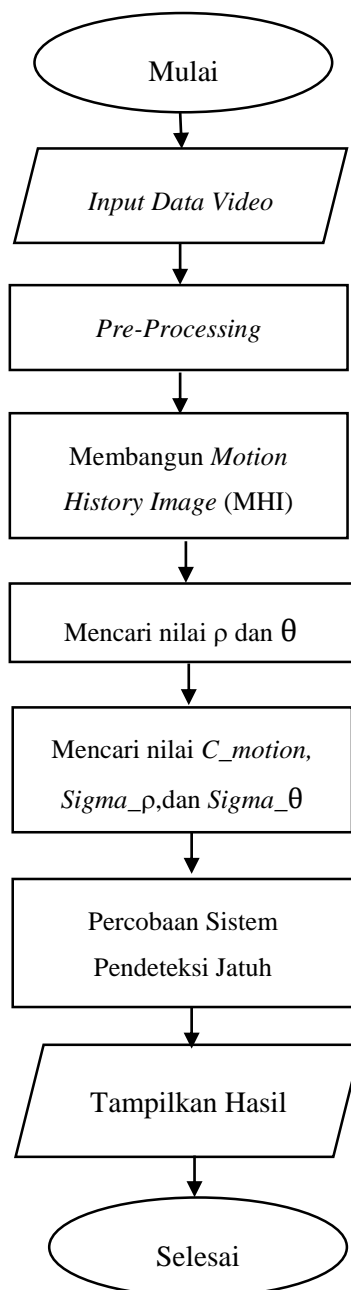 Mulai
Input Data Video
Pre-Processing
Membangun Motion
History Image (MHI)
Mencari nilai ρ dan θ
Mencari nilai C_motion,
Sigma_ρ,dan Sigma_θ
Percobaan Sistem
Pendeteksi Jatuh
Tampilkan Hasil
Selesai